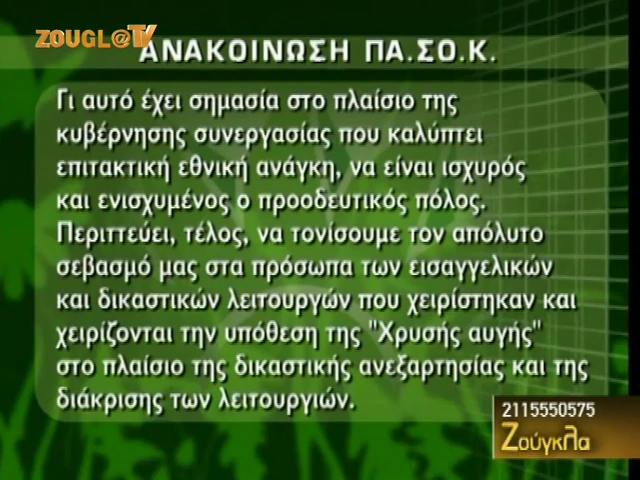 ZOUGL@TV
ΑΝΑΚΟΙΝΩΣΗ ΠΑ.ΣΟ.Κ.
Γι αυτό έχει σημασία στο πλαίσιο της
κυβέρνησης συνεργασίας που καλύπτει
επιτακτική εθνική ανάγκη, να είναι ισχυρός
και ενισχυμένος ο προοδευτικός πόλος.
Περιττεύει, τέλος, να τονίσουμε τον απόλυτο
σεβασμό μας στα πρόσωπα των εισαγγελικών
και δικαστικών λειτουργών που χειρίστηκαν και
χειρίζονται την υπόθεση της "Χρυσής αυγής"
στο πλαίσιο της δικαστικής ανεξαρτησίας και της
διάκρισης των λειτουργιών.
2115550575
Ζούγκλα